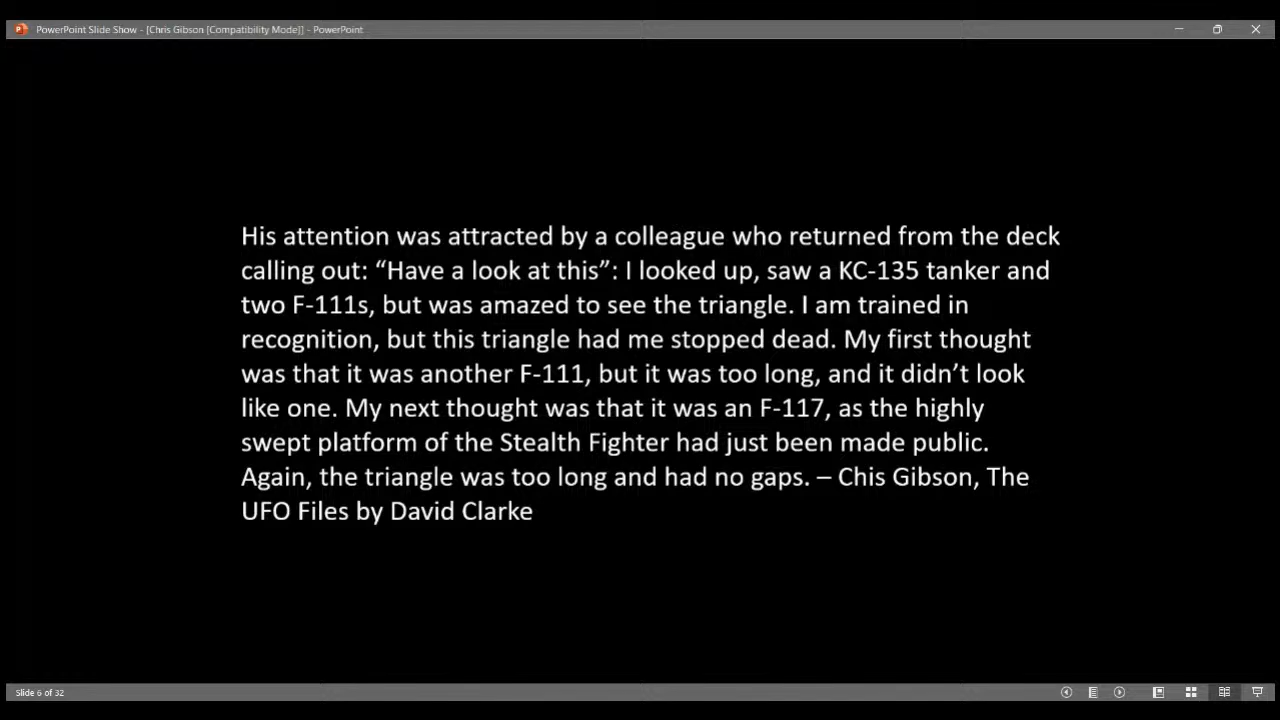 PowerPoint Slide Show - [Chris Gibson [Compatibility Mode]] - PowerPoint
His attention was attracted by a colleague who returned from the deck
calling out: “Have a look at this”: I looked up, saw a KC-135 tanker and
two F-111s, but was amazed to see the triangle. I am trained in
recognition, but this triangle had me stopped dead. My first thought
was that it was another F-111, but it was too long, and it didn’t look
like one. My next thought was that it was an F-117, as the highly
swept platform of the Stealth Fighter had just been made public.
Again, the triangle was too long and had no gaps. – Chis Gibson, The
UFO Files by David Clarke
Slide 6 of 32